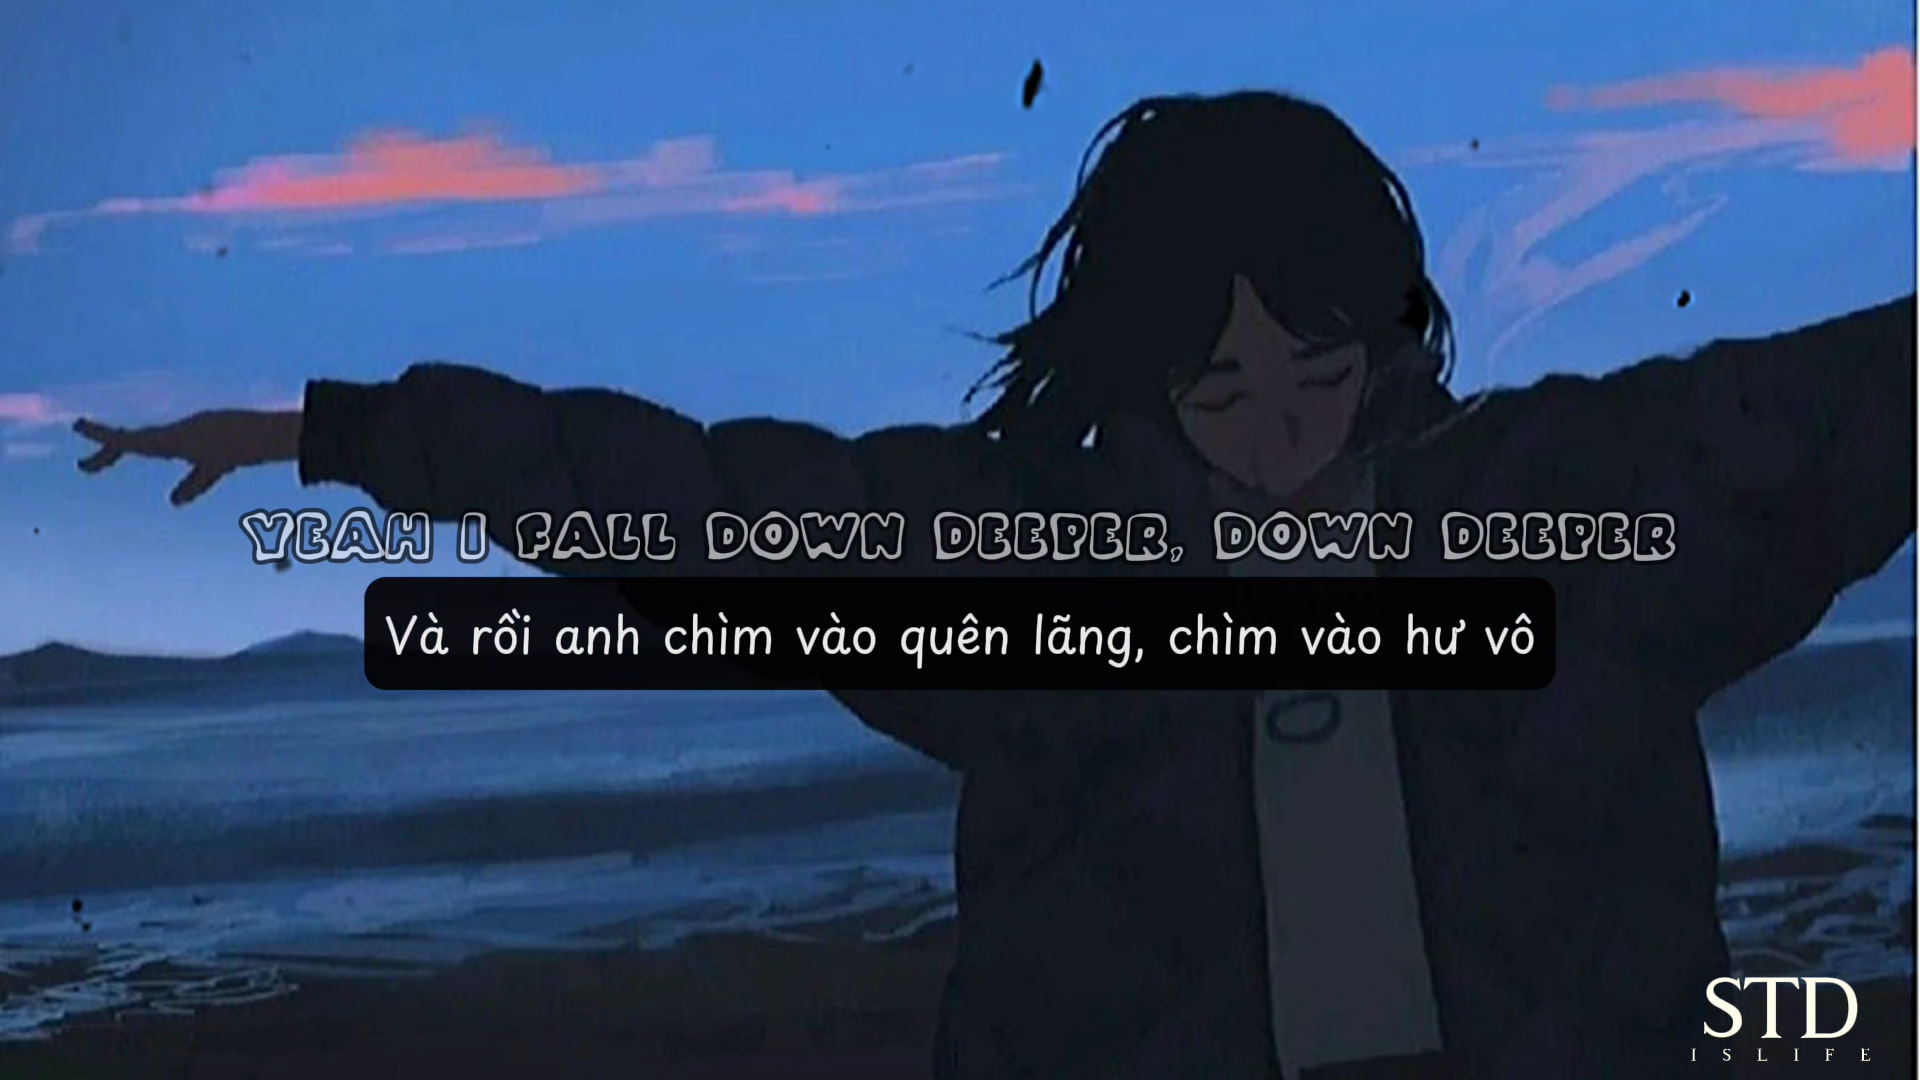 YEAH I FALL DOWN DEEPER, DOWN DEEPER
Và rồi anh chìm vào quên lãng, chìm vào hư vô
STD
ISLIFE